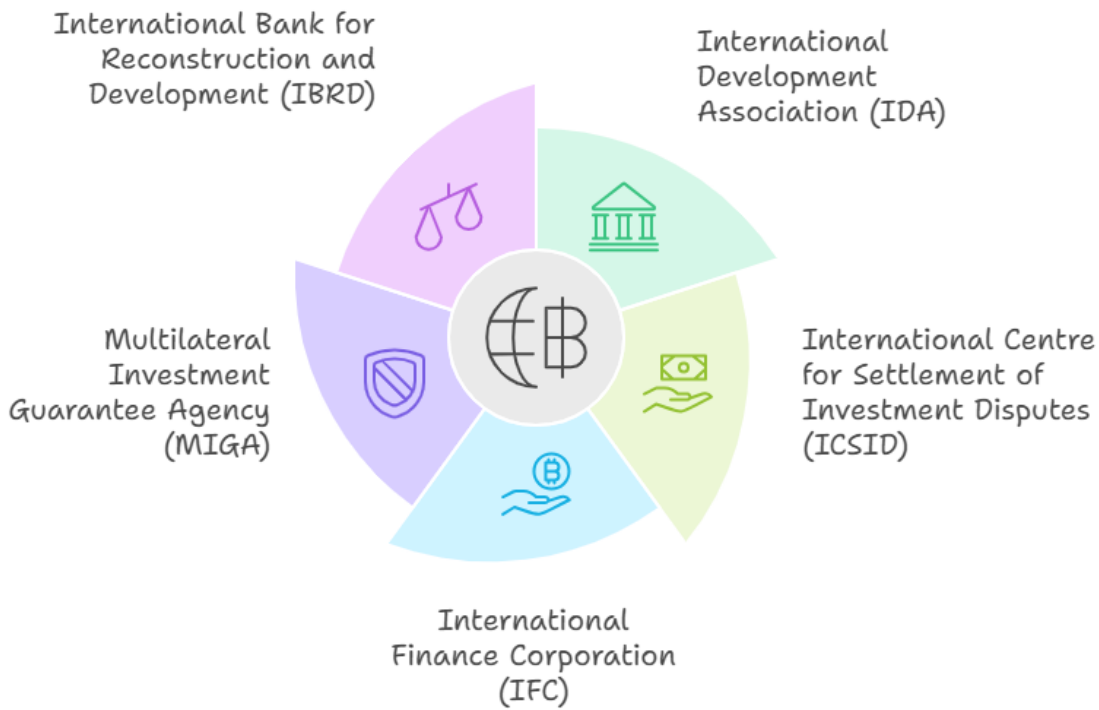 International Bank for
Reconstruction and
Development (IBRD)
International
Development
Association (IDA)
Multilateral
Investment
Guarantee Agency
(MIGA)
International Centre
for Settlement of
Investment Disputes
(ICSID)
International
Finance Corporation
(IFC)